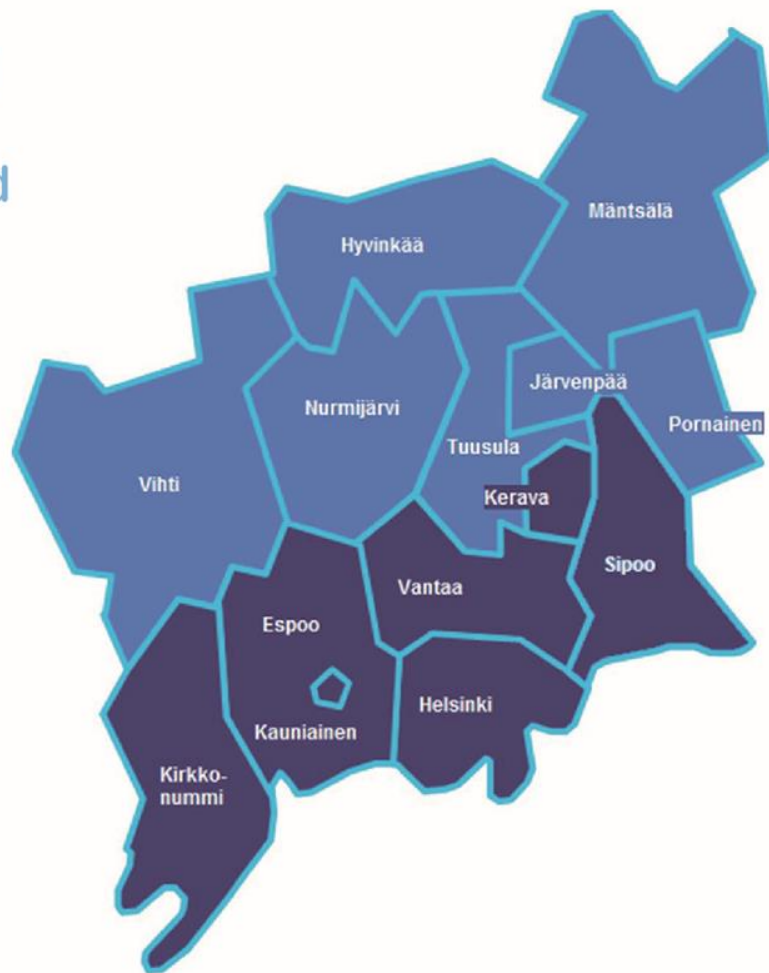 d
Mäntsälä
Hyvinkää
Järvenpää
Nurmijärvi
Pornainen
Tuusula
Vihti
Kerava
Sipoo
Vantaa
Espoo
Helsinki
Kauniainen
Kirkko-
nummi